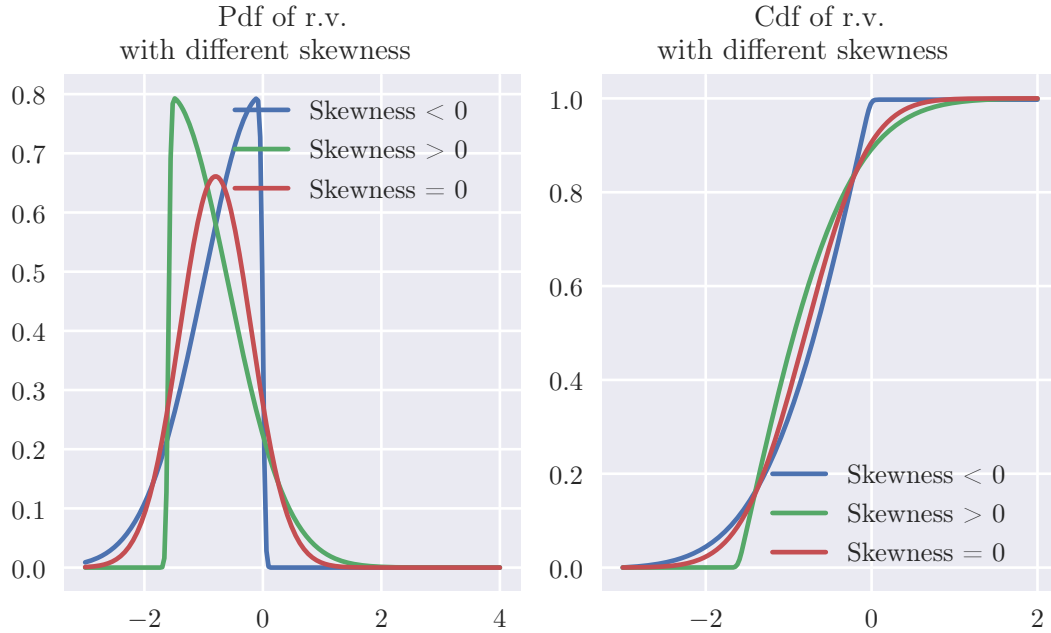 Pdf of r.v.
with different skewness
0.8
0.7
0.6
0.5
0.4
0.3
0.2
0.1
0.0
−2
0
2
4
Skewness < 0
Skewness > 0
Skewness = 0
Cdf of r.v.
with different skewness
1.0
0.8
0.6
0.4
0.2
0.0
−2
0
2
Skewness < 0
Skewness > 0
Skewness = 0